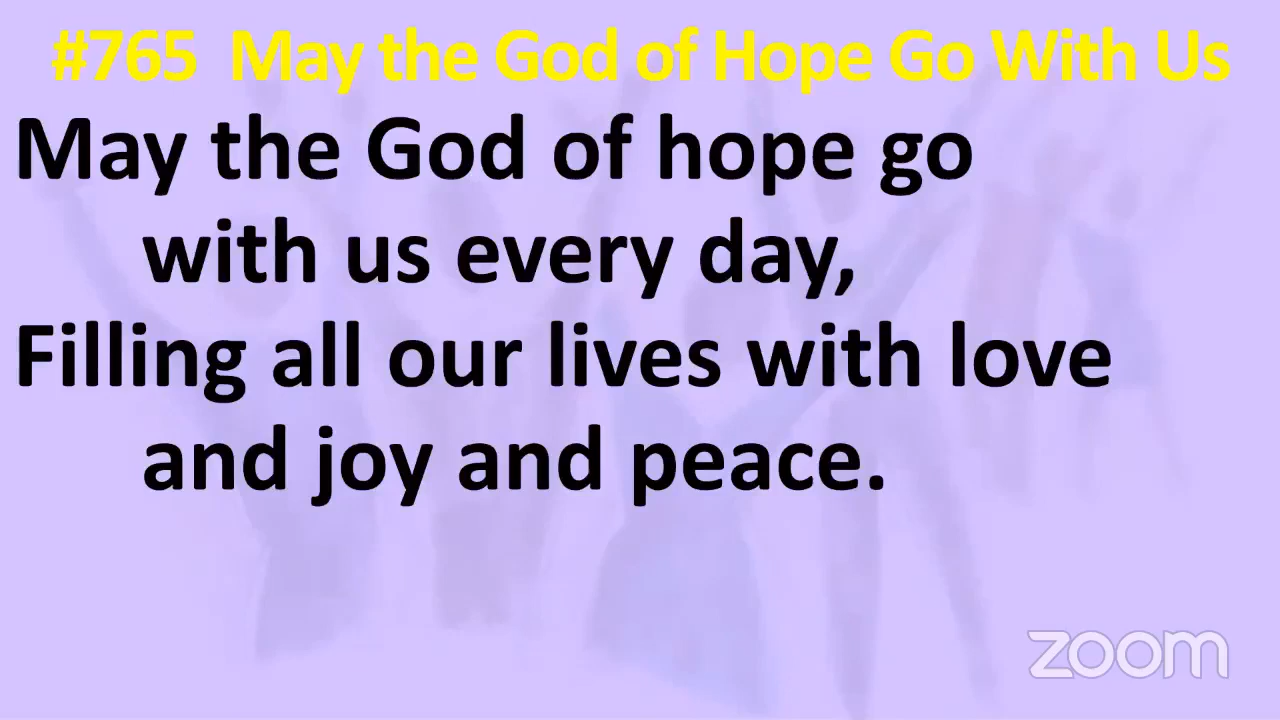 #765 May the God of Hope Go With Us
May the God of hope go
with us every day,
Filling all our lives with love
and joy and peace.
zoom